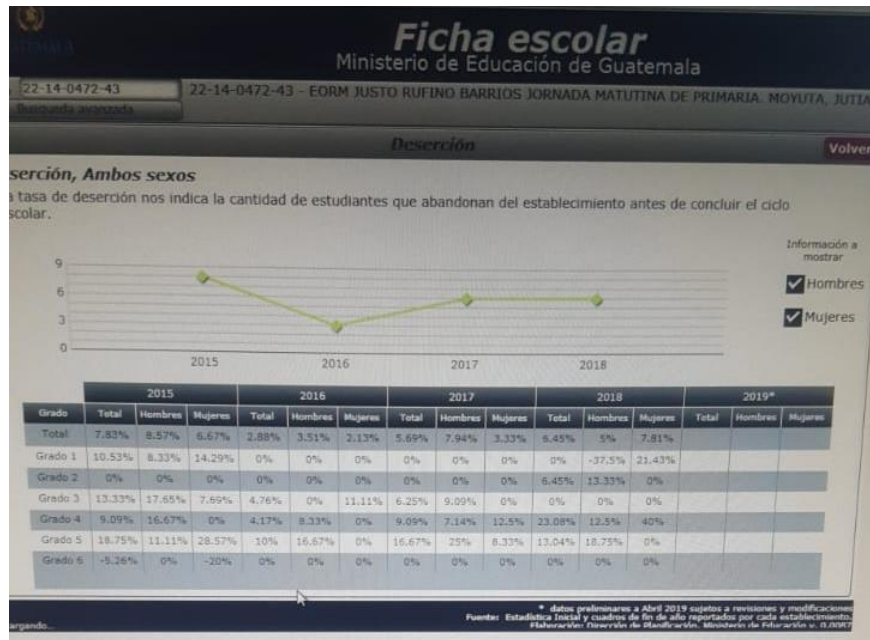 Ficha escolar
Ministerio de Educación de Guatemala
22-14-0472-43
22-14-0472-43 - EORM JUSTO RUFINO BARRIOS JORNADA MATUTINA DE PRIMARIA. MOYUTA, JUTIA
Busqueda avanzada
Deserción
Volver
serción, Ambos sexos
a tasa de deserción nos indica la cantidad de estudiantes que abandonan del establecimiento antes de concluir el ciclo
scolar.
Información a
mostrar
Hombres
Mujeres
9
6
3
0
2015 2016 2017 2018
2015 2016 2017 2018 2019*
Grado Total Hombres Mujeres Total Hombres Mujeres Total Hombres Mujeres Total Hombres Mujeres Total Hombres Mujeres
Total 7.83% 8.57% 6.67% 2.88% 3.51% 2.13% 5.69% 7.94% 3.33% 6.45% 5% 7.81%
Grado 1 10.53% 8.33% 14.29% 0% 0% 0% 0% 0% 0% 0% -37.5% 21.43%
Grado 2 0% 0% 0% 0% 0% 0% 0% 0% 0% 6.45% 13.33% 0%
Grado 3 13.33% 17.65% 7.69% 4.76% 0% 11.11% 6.25% 9.09% 0% 0% 0% 0%
Grado 4 9.09% 16.67% 0% 4.17% 8.33% 0% 9.09% 7.14% 12.5% 23.08% 12.5% 40%
Grado 5 18.75% 11.11% 28.57% 10% 16.67% 0% 16.67% 25% 8.33% 13.04% 18.75% 0%
Grado 6 -5.26% 0% -20% 0% 0% 0% 0% 0% 0% 0% 0% 0%
* datos preliminares a Abril 2019 sujetos a revisiones y modificaciones
Fuente: Estadística Inicial y cuadros de fin de año reportados por cada establecimiento.
Elaboración: Dirección de Planificación. Ministerio de Educación v. 0.0067
argando...